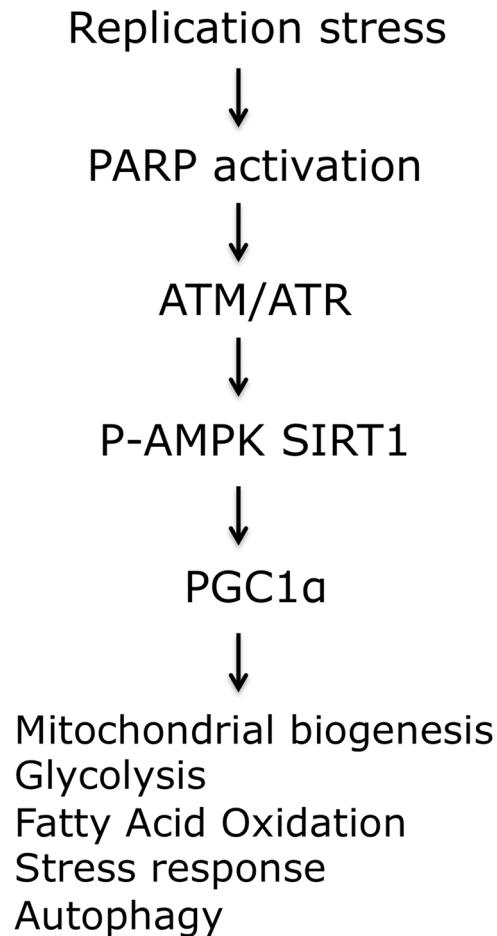 Replication stress
PARP activation
ATM/ATR
P-AMPK SIRT1
PGC1α
Mitochondrial biogenesis
Glycolysis
Fatty Acid Oxidation
Stress response
Autophagy